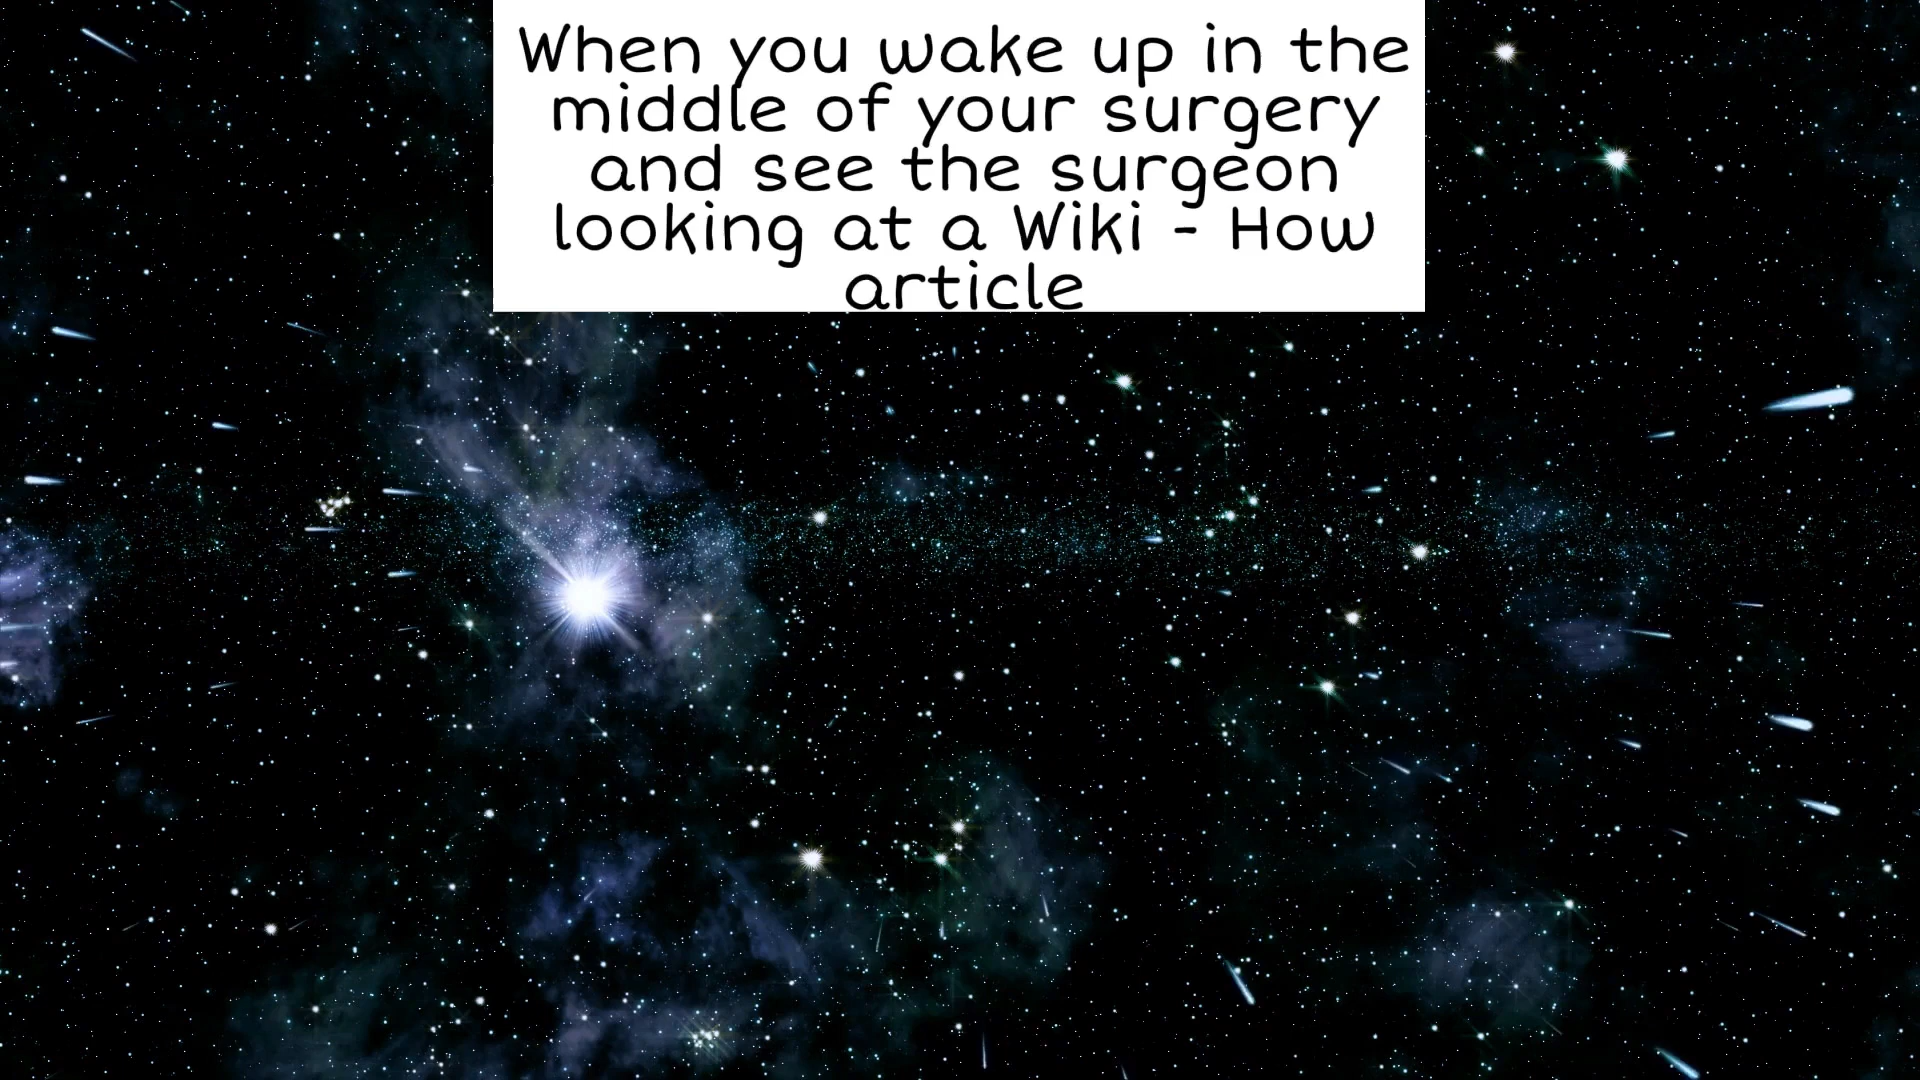 When you wake up in the
middle of your surgery
and see the surgeon
looking at a Wiki - How
article